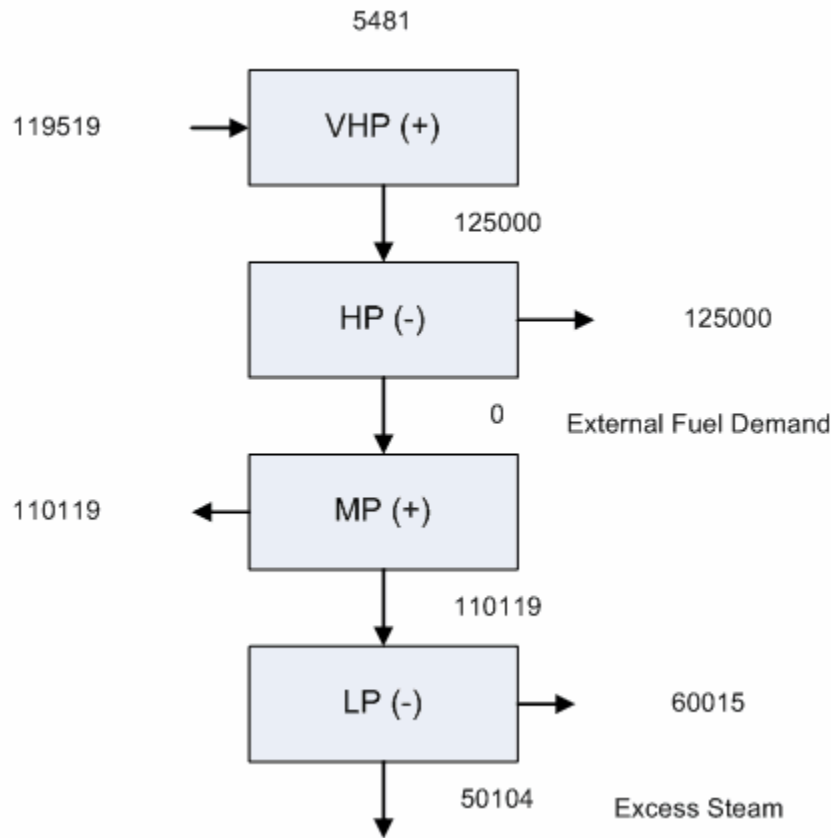 5481
119519
VHP (+)
125000
HP (-)
125000
0
External Fuel Demand
110119
MP (+)
110119
LP (-)
60015
50104
Excess Steam